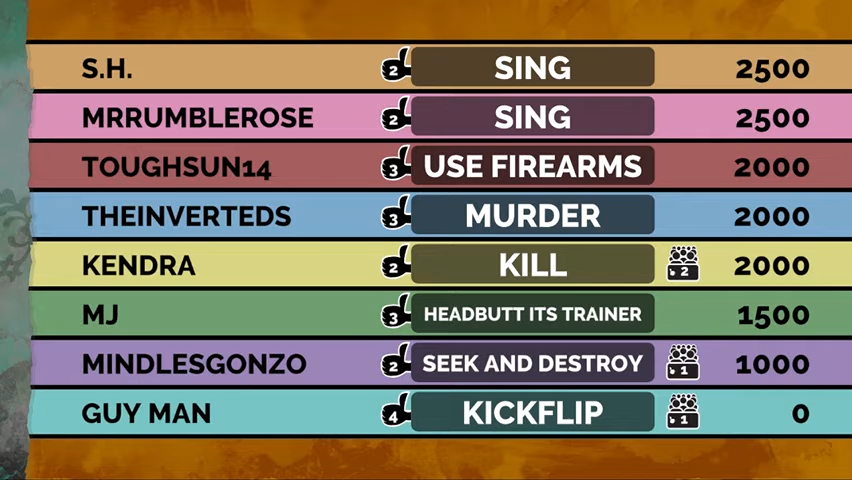 S.H. 2 SING 2500
MRRUMBLEROSE 2 SING 2500
TOUGHSUN14 3 USE FIREARMS 2000
THEINVERTEDS 3 MURDER 2000
KENDRA 2 KILL 2 2000
MJ 3 HEADBUTT ITS TRAINER 1500
MINDLESGONZO 2 SEEK AND DESTROY 1 1000
GUY MAN 4 KICKFLIP 1 0